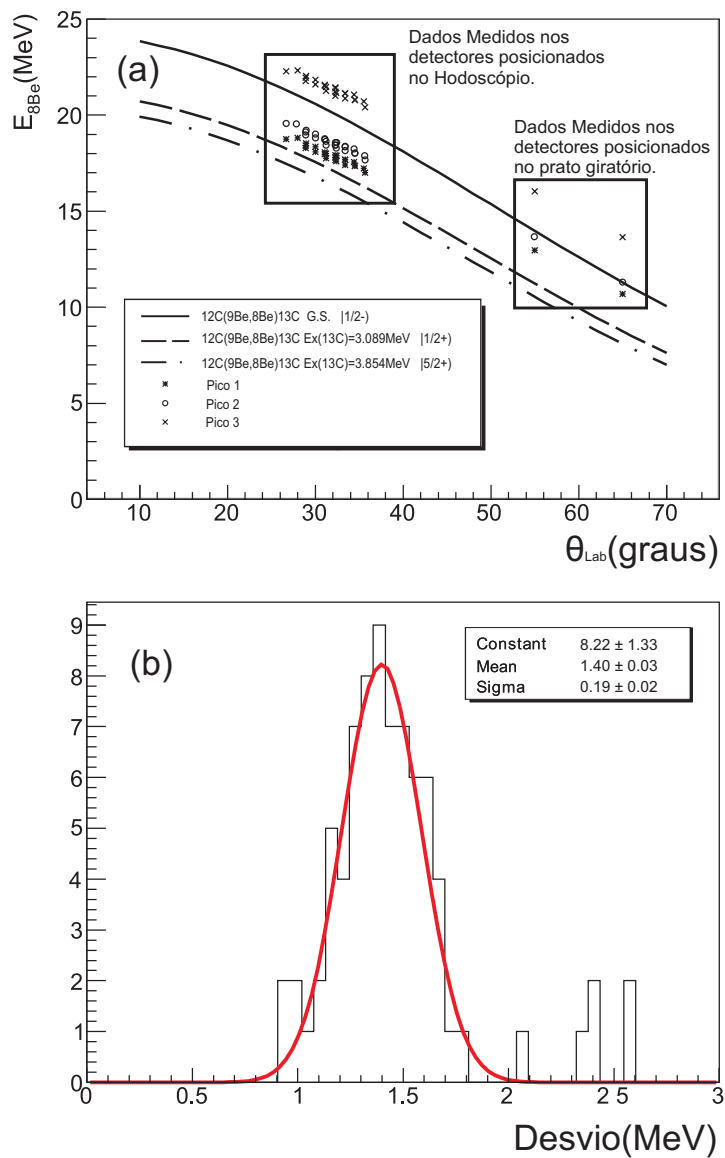 (a)
E8Be(MeV)
25
20
15
10
5
0
Dados Medidos nos
detectores posicionados
no Hodoscópio.
Dados Medidos nos
detectores posicionados
no prato giratório.
12C(9Be,8Be)13C G.S. |1/2-)
12C(9Be,8Be)13C Ex(13C)=3.089MeV |1/2+)
12C(9Be,8Be)13C Ex(13C)=3.854MeV |5/2+)
Pico 1
Pico 2
Pico 3
10 20 30 40 50 60 70
θLab(graus)
(b)
9
8
7
6
5
4
3
2
1
0
Constant 8.22 ± 1.33
Mean 1.40 ± 0.03
Sigma 0.19 ± 0.02
0 0.5 1 1.5 2 2 5 3
Desvio(MeV)